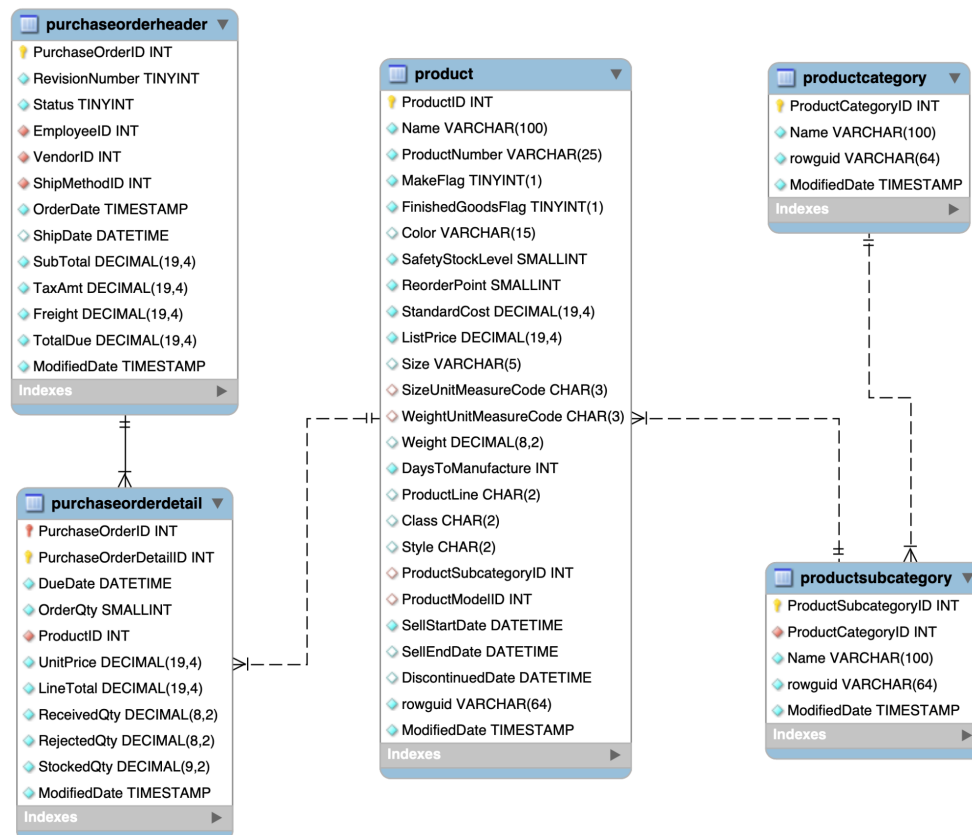 purchaseorderheader
PurchaseOrderID INT
RevisionNumber TINYINT
Status TINYINT
EmployeeID INT
VendorID INT
ShipMethodID INT
OrderDate TIMESTAMP
ShipDate DATETIME
SubTotal DECIMAL(19,4)
TaxAmt DECIMAL(19,4)
Freight DECIMAL(19,4)
TotalDue DECIMAL(19,4)
ModifiedDate TIMESTAMP
Indexes
purchaseorderdetail
PurchaseOrderID INT
PurchaseOrderDetailID INT
DueDate DATETIME
OrderQty SMALLINT
ProductID INT
UnitPrice DECIMAL(19,4)
LineTotal DECIMAL(19,4)
ReceivedQty DECIMAL(8,2)
RejectedQty DECIMAL(8,2)
StockedQty DECIMAL(9,2)
ModifiedDate TIMESTAMP
Indexes
product
ProductID INT
Name VARCHAR(100)
ProductNumber VARCHAR(25)
MakeFlag TINYINT(1)
FinishedGoodsFlag TINYINT(1)
Color VARCHAR(15)
SafetyStockLevel SMALLINT
ReorderPoint SMALLINT
StandardCost DECIMAL(19,4)
ListPrice DECIMAL(19,4)
Size VARCHAR(5)
SizeUnitMeasureCode CHAR(3)
WeightUnitMeasureCode CHAR(3)
Weight DECIMAL(8,2)
DaysToManufacture INT
ProductLine CHAR(2)
Class CHAR(2)
Style CHAR(2)
ProductSubcategoryID INT
ProductModelID INT
SellStartDate DATETIME
SellEndDate DATETIME
DiscontinuedDate DATETIME
rowguid VARCHAR(64)
ModifiedDate TIMESTAMP
Indexes
productcategory
ProductCategoryID INT
Name VARCHAR(100)
rowguid VARCHAR(64)
ModifiedDate TIMESTAMP
Indexes
productsubcategory
ProductSubcategoryID INT
ProductCategoryID INT
Name VARCHAR(100)
rowguid VARCHAR(64)
ModifiedDate TIMESTAMP
Indexes